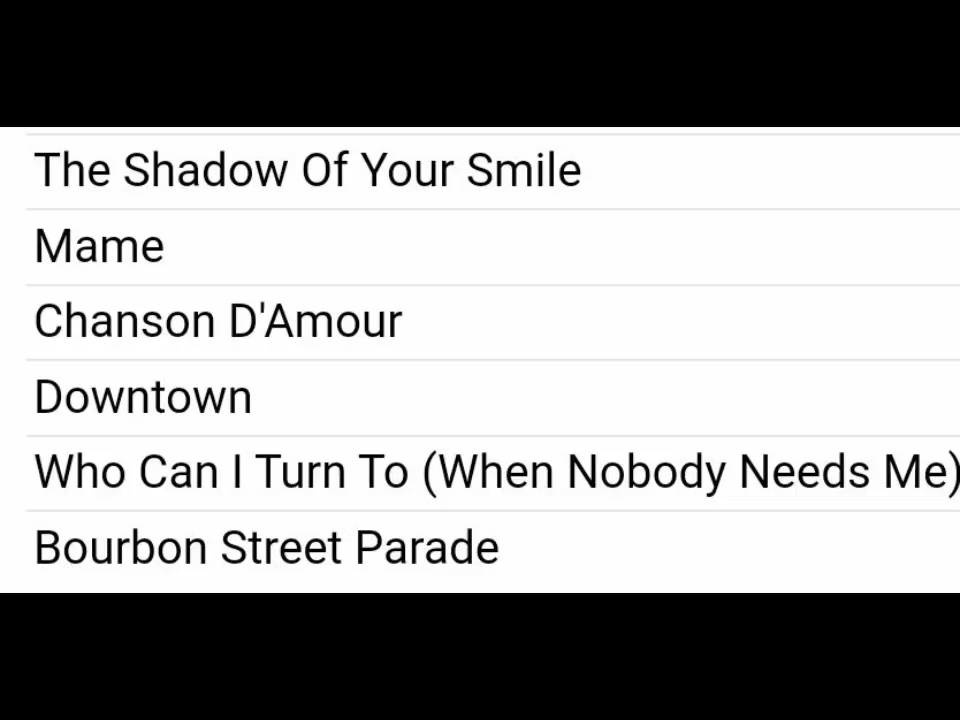 The Shadow Of Your Smile
Mame
Chanson D'Amour
Downtown
Who Can I Turn To (When Nobody Needs Me)
Bourbon Street Parade